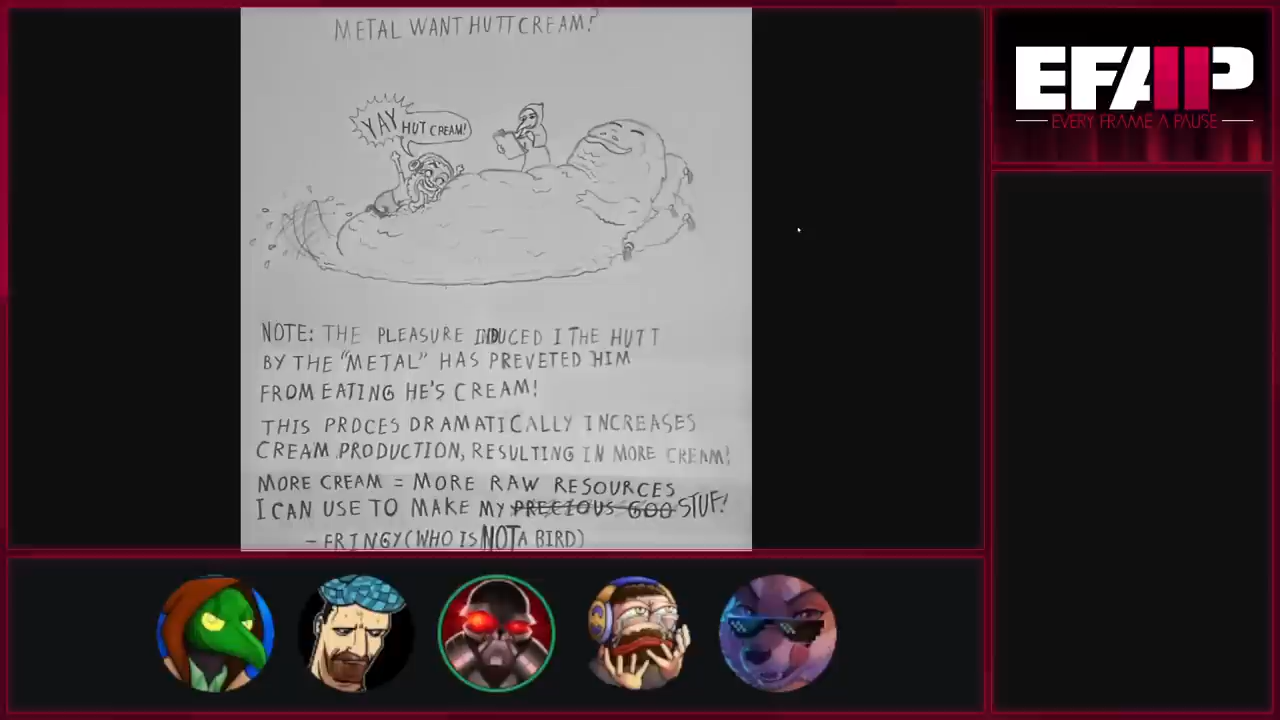 METAL WANT HUTTCREAM?
YAY HUT CREAM!
NOTE: THE PLEASURE INDUCED I THE HUTT
BY THE "METAL" HAS PREVETED HIM
FROM EATING HE'S CREAM!
THIS PROCES DRAMATICALLY INCREASES
CREAM PRODUCTION, RESULTING IN MORE CREAM!
MORE CREAM = MORE RAW RESOURCES
I CAN USE TO MAKE MY PRECIOUS GOO STUF!
- FRINGY (WHO IS NOT A BIRD)
EFAP
EVERY FRAME A PAUSE